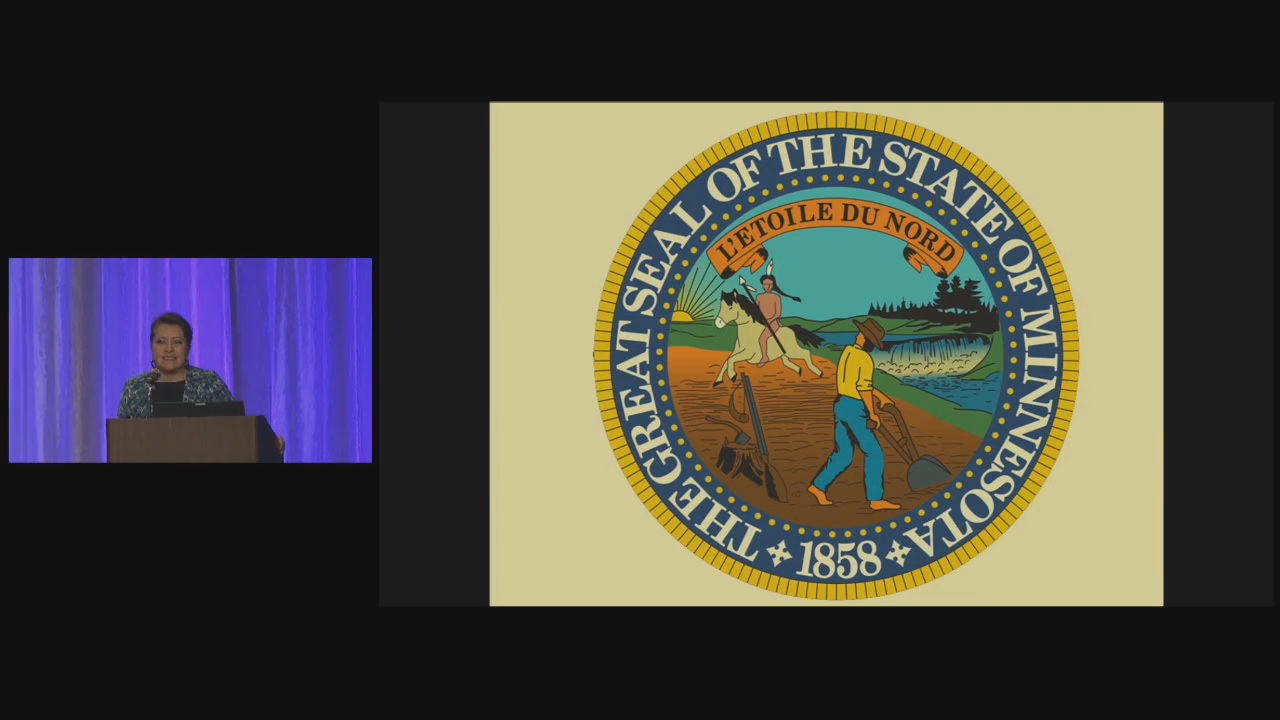 THE GREAT SEAL OF THE STATE OF MINNESOTA
L'ETOILE DU NORD
1858